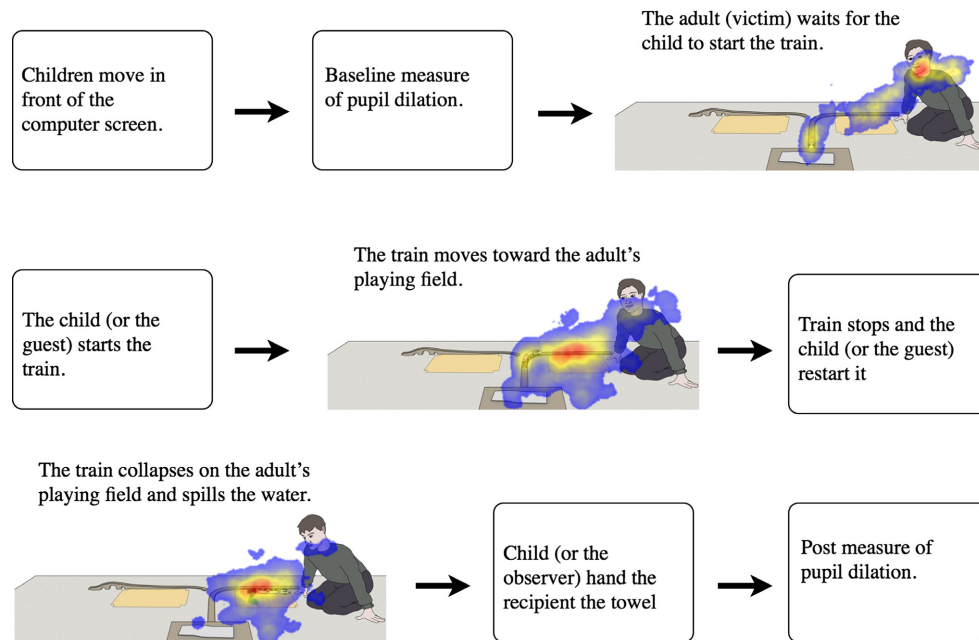 The adult (victim) waits for the
child to start the train.
Children move in
front of the
computer screen.
Baseline measure
of pupil dilation.
The train moves toward the adult’s
playing field.
The child (or the
guest) starts the
train.
Train stops and the
child (or the guest)
restart it
The train collapses on the adult’s
playing field and spills the water.
Child (or the
observer) hand the
recipient the towel
Post measure of
pupil dilation.